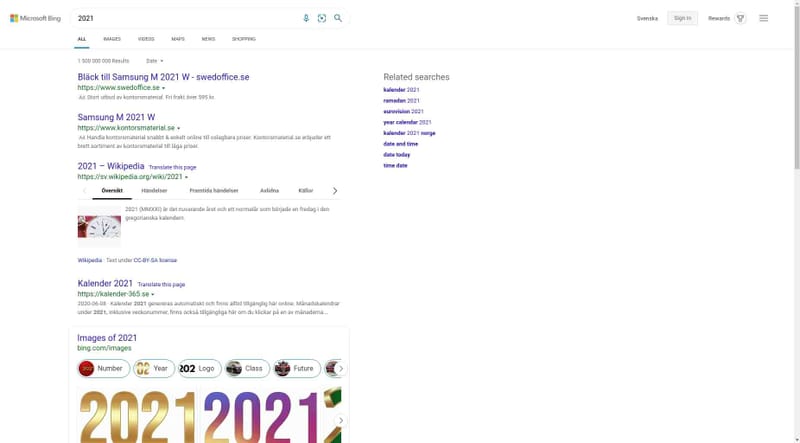 Microsoft Bing
2021
Svenska
Sign in
Rewards
ALL IMAGES VIDEOS MAPS NEWS SHOPPING
1 500 000 000 Results Date
Bläck till Samsung M 2021 W - swedoffice.se
https://www.swedoffice.se
Ad Stort utbud av kontorsmaterial. Fri frakt över 595 kr.
Samsung M 2021 W
https://www.kontorsmaterial.se
Ad Handla kontorsmaterial snabbt & enkelt online till oslagbara priser. Kontorsmaterial.se erbjuder ett
brett sortiment av kontorsmaterial till låga priser.
2021 – Wikipedia Translate this page
https://sv.wikipedia.org/wiki/2021
Översikt Händelser Framtida händelser Avlidna Källor
2021 (MMXXI) är det nuvarande året och ett normalår som började en fredag i den
gregorianska kalendern.
Wikipedia · Text under CC-BY-SA license
Kalender 2021 Translate this page
https://kalender-365.se
2020-06-08 · Kalender 2021 genereras automatiskt och finns alltid tillgänglig här online. Månadskalendrar
under 2021, inklusive veckonummer, finns också tillgängliga här om du klickar på en av månaderna...
Images of 2021
bing.com/images
Number
Year
Logo
Class
Future
2021
2021
Related searches
kalender 2021
ramadan 2021
eurovision 2021
year calendar 2021
kalender 2021 norge
date and time
date today
time date